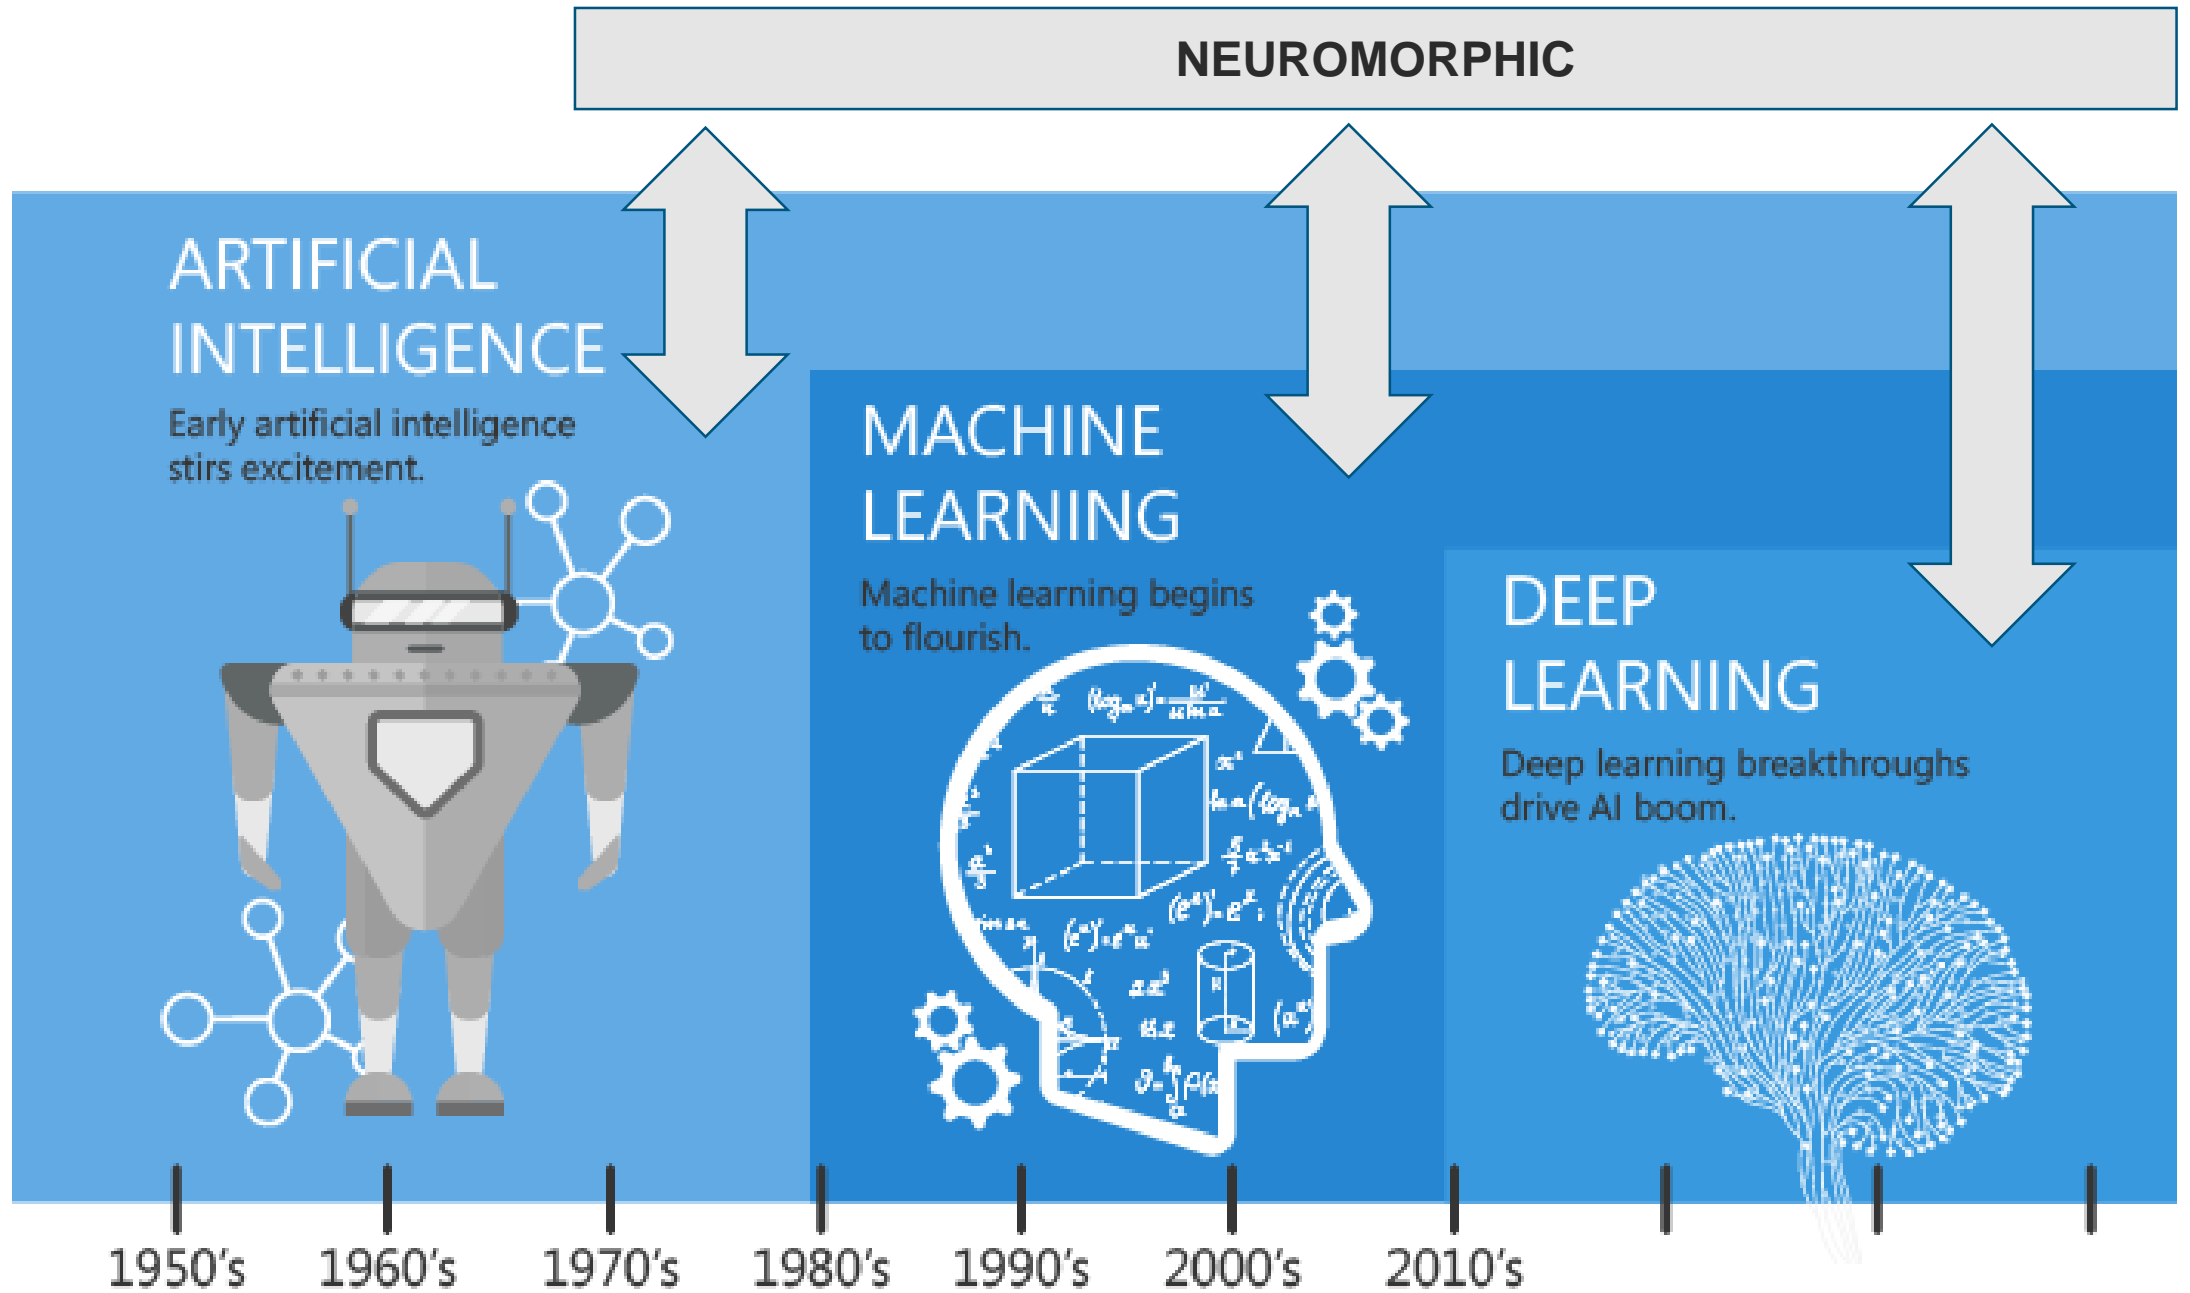 NEUROMORPHIC
ARTIFICIAL
INTELLIGENCE
Early artificial intelligence
stirs excitement.
MACHINE
LEARNING
Machine learning begins
to flourish.
DEEP
LEARNING
Deep learning breakthroughs
drive AI boom.
1950's
1960's
1970's
1980's
1990's
2000's
2010's